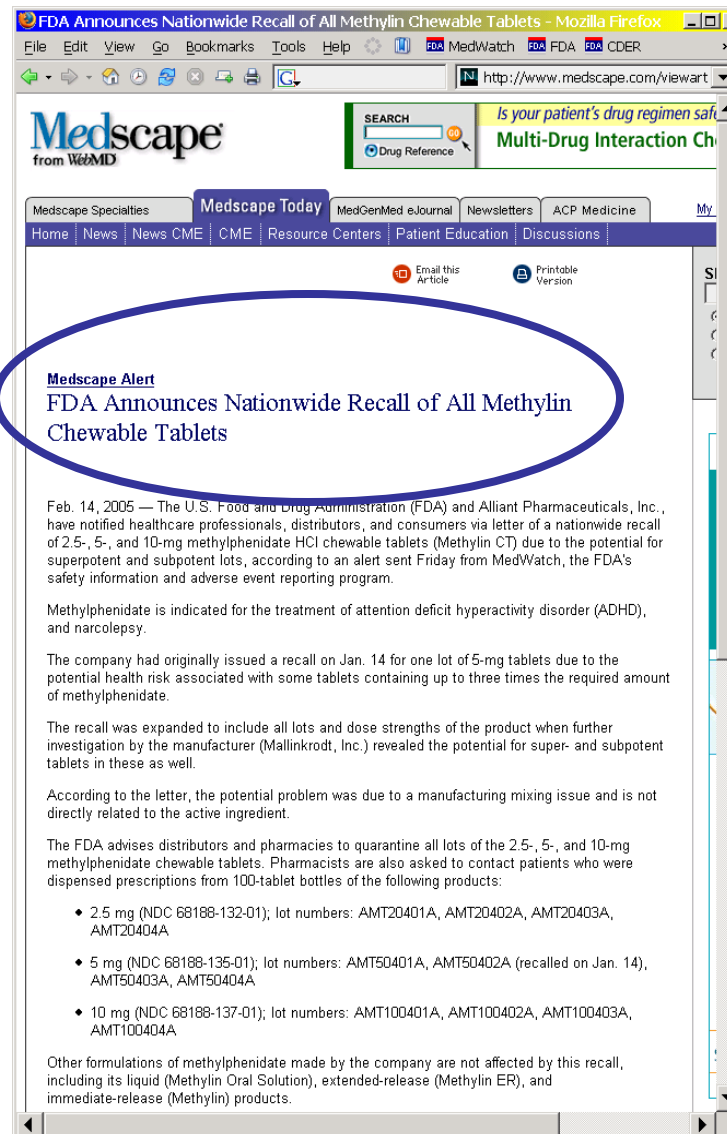 FDA Announces Nationwide Recall of All Methylin Chewable Tablets - Mozilla Firefox
File Edit View Go Bookmarks Tools Help FDA MedWatch FDA FDA FDA CDER
G, N http://www.medscape.com/viewart
Medscape
from WebMD
SEARCH
GO
Drug Reference
Is your patient's drug regimen safe
Multi-Drug Interaction Ch
Medscape Specialties Medscape Today MedGenMed eJournal Newsletters ACP Medicine My
Home News News CME CME Resource Centers Patient Education Discussions
Email this
Article
Printable
Version
Medscape Alert
FDA Announces Nationwide Recall of All Methylin
Chewable Tablets
Feb. 14, 2005 — The U.S. Food and Drug Administration (FDA) and Alliant Pharmaceuticals, Inc.,
have notified healthcare professionals, distributors, and consumers via letter of a nationwide recall
of 2.5-, 5-, and 10-mg methylphenidate HCl chewable tablets (Methylin CT) due to the potential for
superpotent and subpotent lots, according to an alert sent Friday from MedWatch, the FDA's
safety information and adverse event reporting program.
Methylphenidate is indicated for the treatment of attention deficit hyperactivity disorder (ADHD),
and narcolepsy.
The company had originally issued a recall on Jan. 14 for one lot of 5-mg tablets due to the
potential health risk associated with some tablets containing up to three times the required amount
of methylphenidate.
The recall was expanded to include all lots and dose strengths of the product when further
investigation by the manufacturer (Mallinkrodt, Inc.) revealed the potential for super- and subpotent
tablets in these as well.
According to the letter, the potential problem was due to a manufacturing mixing issue and is not
directly related to the active ingredient.
The FDA advises distributors and pharmacies to quarantine all lots of the 2.5-, 5-, and 10-mg
methylphenidate chewable tablets. Pharmacists are also asked to contact patients who were
dispensed prescriptions from 100-tablet bottles of the following products:
• 2.5 mg (NDC 68188-132-01); lot numbers: AMT20401A, AMT20402A, AMT20403A,
AMT20404A
• 5 mg (NDC 68188-135-01); lot numbers: AMT50401A, AMT50402A (recalled on Jan. 14),
AMT50403A, AMT50404A
• 10 mg (NDC 68188-137-01); lot numbers: AMT100401A, AMT100402A, AMT100403A,
AMT100404A
Other formulations of methylphenidate made by the company are not affected by this recall,
including its liquid (Methylin Oral Solution), extended-release (Methylin ER), and
immediate-release (Methylin) products.